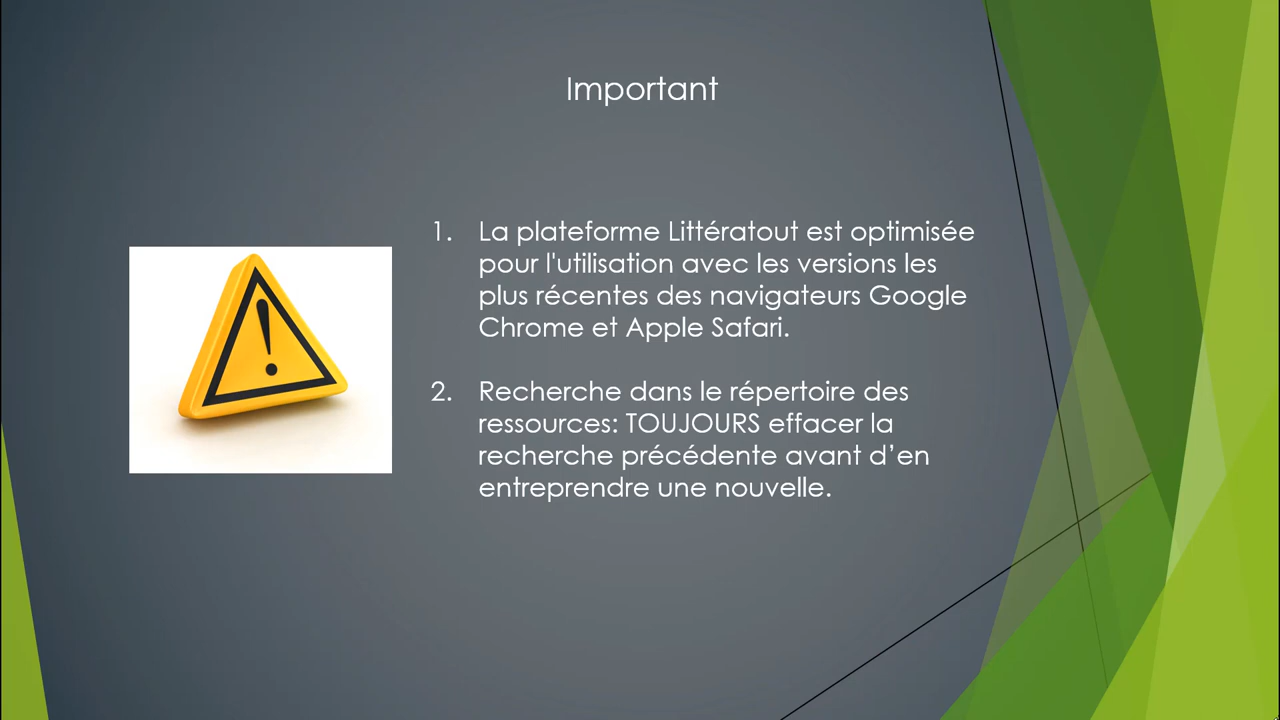 Important
1. La plateforme Littératout est optimisée
pour l'utilisation avec les versions les
plus récentes des navigateurs Google
Chrome et Apple Safari.
2. Recherche dans le répertoire des
ressources: TOUJOURS effacer la
recherche précédente avant d’en
entreprendre une nouvelle.